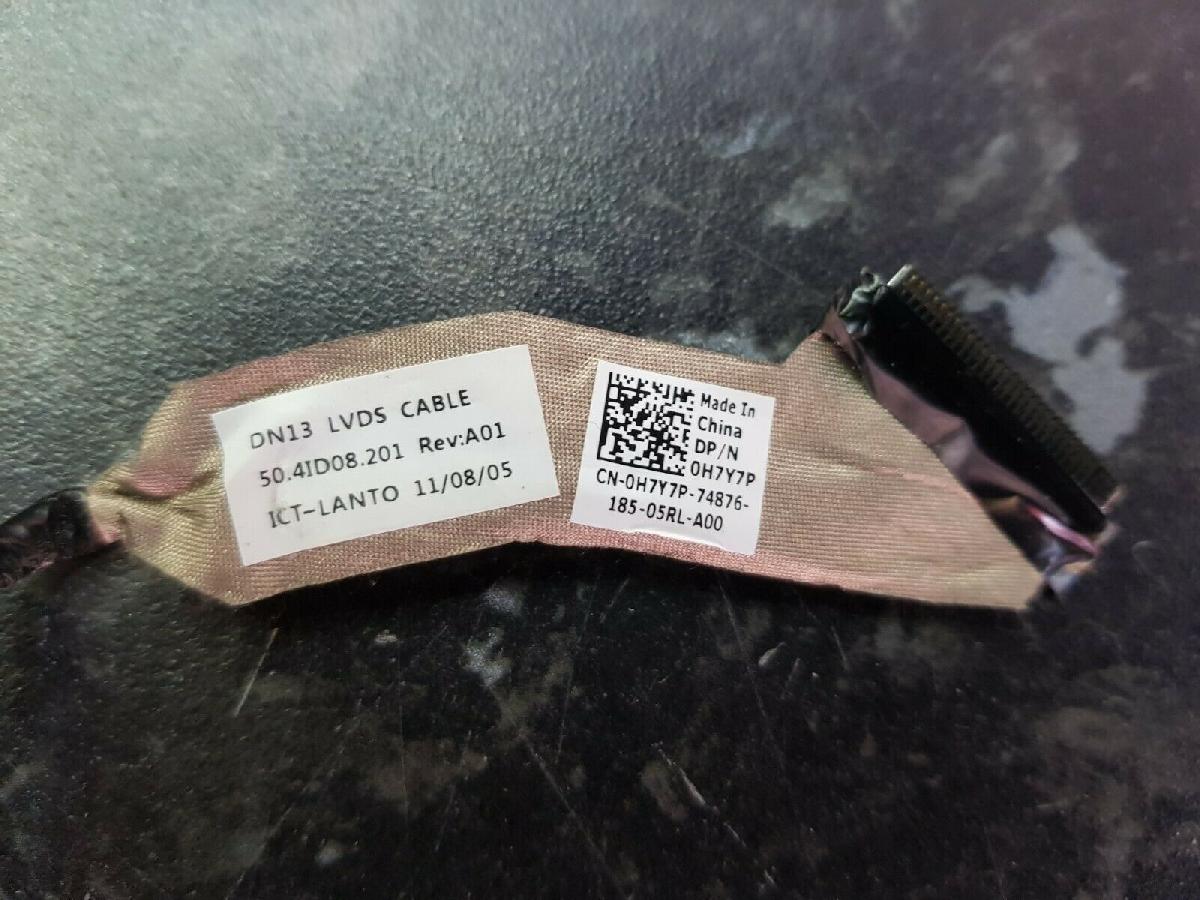 DN13 LVDS CABLE
50.4ID08.201 Rev:A01
ICT-LANTO 11/08/05
Made In
China
DP/N
0H7Y7P
CN-0H7Y7P-74876-
185-05RL-A00